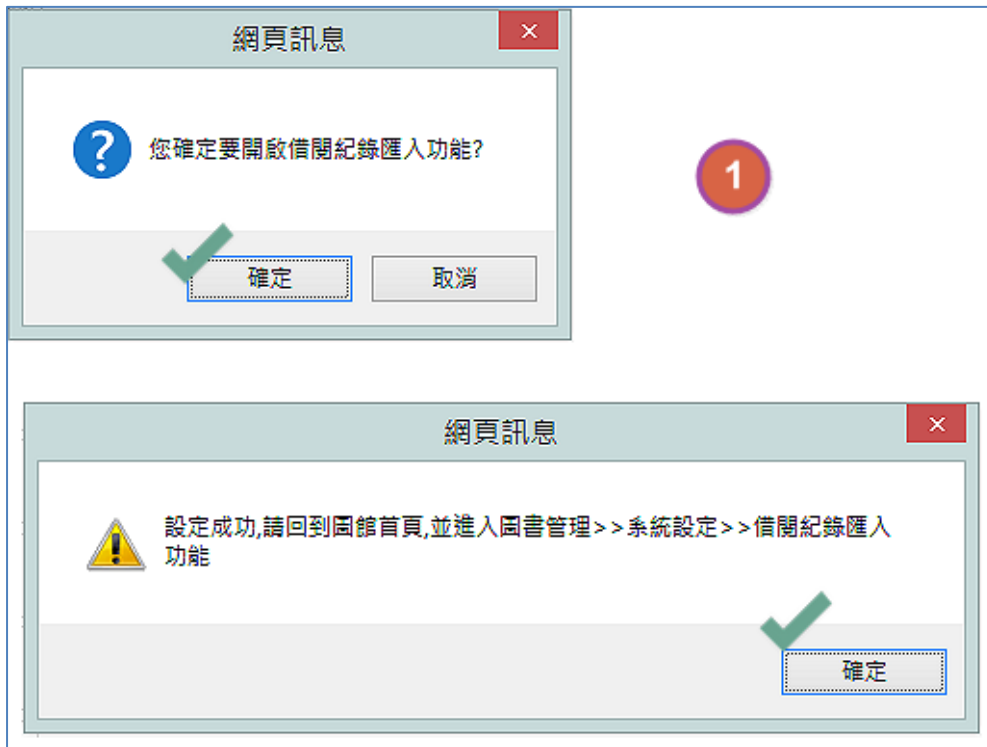 網頁訊息
您確定要開啟借閱紀錄匯入功能?
1
確定
取消
網頁訊息
設定成功,請回到圖館首頁,並進入圖書管理>>系統設定>>借閱紀錄匯入
功能
確定